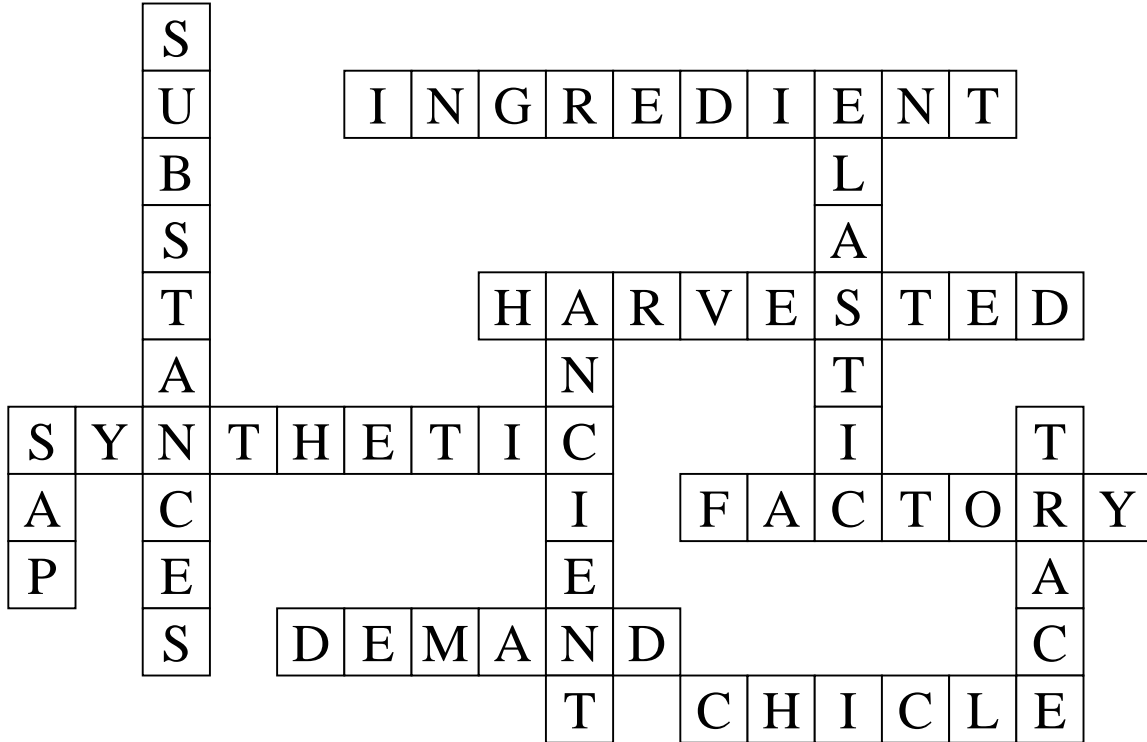 SUBSTANCES
INGREDIENT
ELASTIC
HARVESTED
ANCIENT
SYNTHETIC
SAP
TRACE
FACTORY
DEMAND
CHICLE